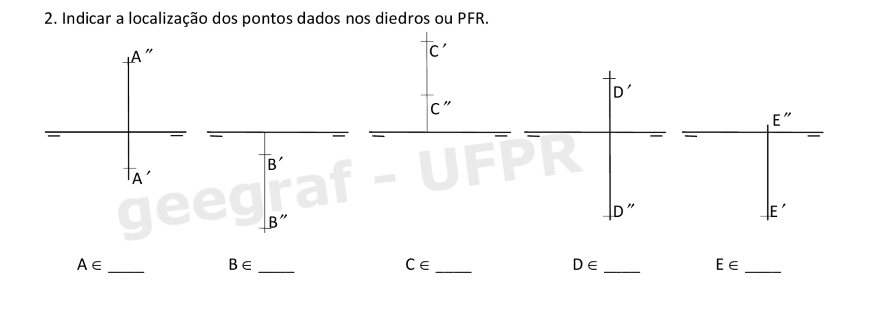 2. Indicar a localização dos pontos dados nos diedros ou PFR.
A″
C′
C″
D′
E″
B′
A′
B″
D″
E′
geegraf - UFPR
A ∈ ____
B ∈ ____
C ∈ ____
D ∈ ____
E ∈ ____